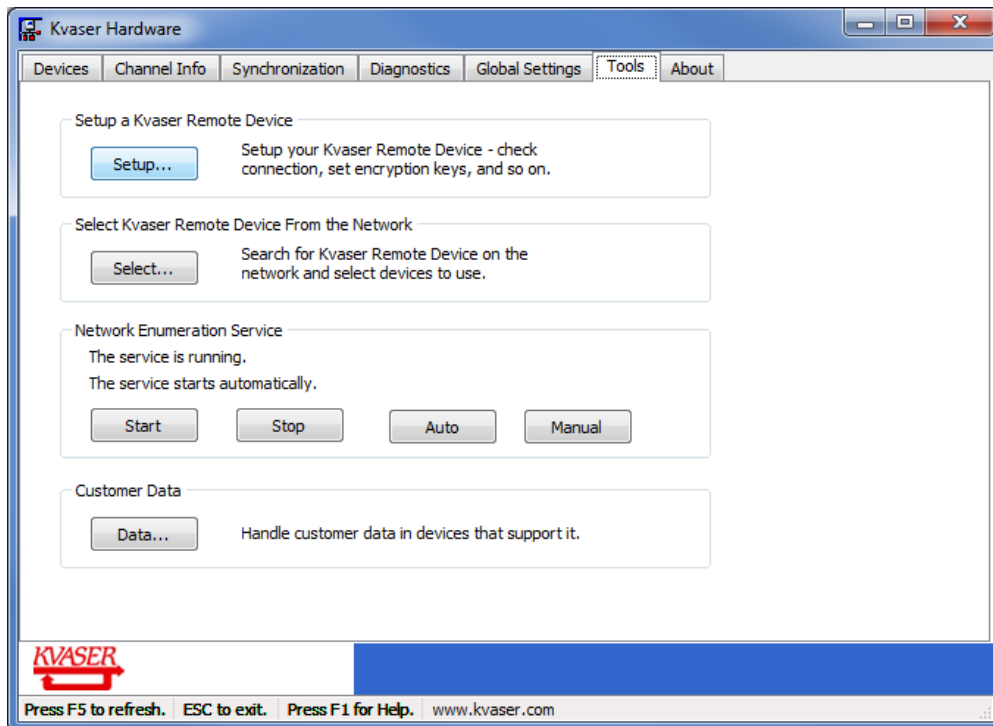 Kvaser Hardware
Devices Channel Info Synchronization Diagnostics Global Settings Tools About
Setup a Kvaser Remote Device
Setup... Setup your Kvaser Remote Device - check
connection, set encryption keys, and so on.
Select Kvaser Remote Device From the Network
Select... Search for Kvaser Remote Device on the
network and select devices to use.
Network Enumeration Service
The service is running.
The service starts automatically.
Start Stop Auto Manual
Customer Data
Data... Handle customer data in devices that support it.
KVASER
Press F5 to refresh. ESC to exit. Press F1 for Help. www.kvaser.com